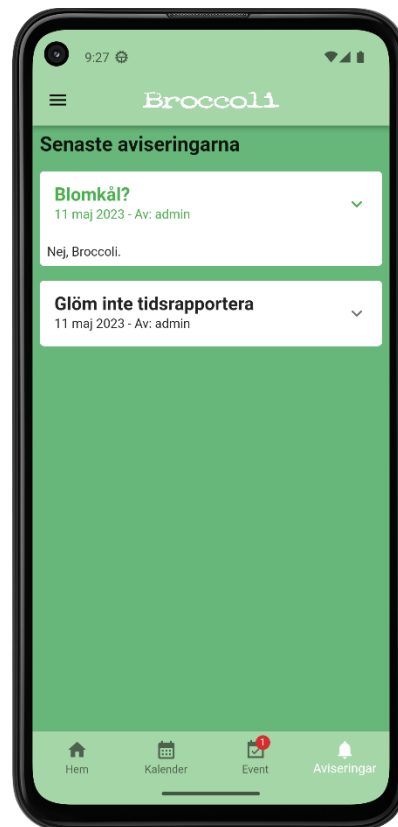 9:27
Broccoli
Senaste aviseringarna
Blomkål?
11 maj 2023 - Av: admin
Nej, Broccoli.
Glöm inte tidsrapportera
11 maj 2023 - Av: admin
1
Hem Kalender Event Aviseringar